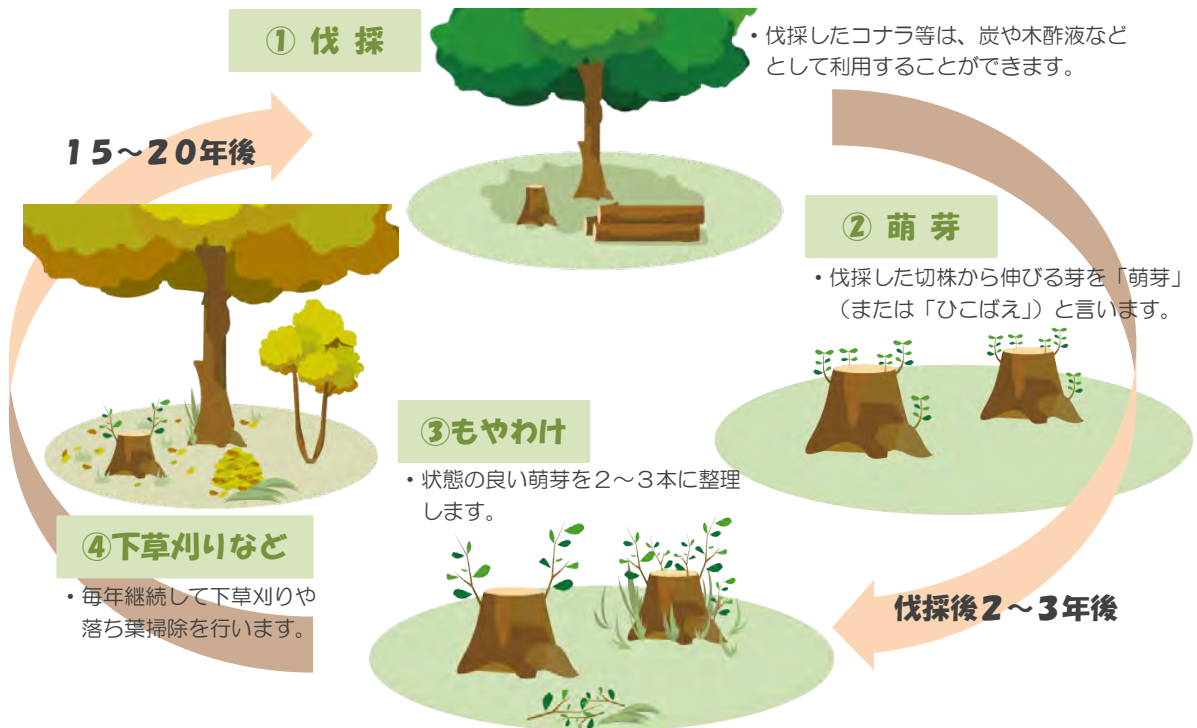 ① 伐 採
・伐採したコナラ等は、炭や木酢液など
として利用することができます。
１５～２０年後
② 萌 芽
・伐採した切株から伸びる芽を「萌芽」
（または「ひこばえ」）と言います。
伐採後２～３年後
③もやわけ
・状態の良い萌芽を２～３本に整理
します。
④下草刈りなど
・毎年継続して下草刈りや
落ち葉掃除を行います。